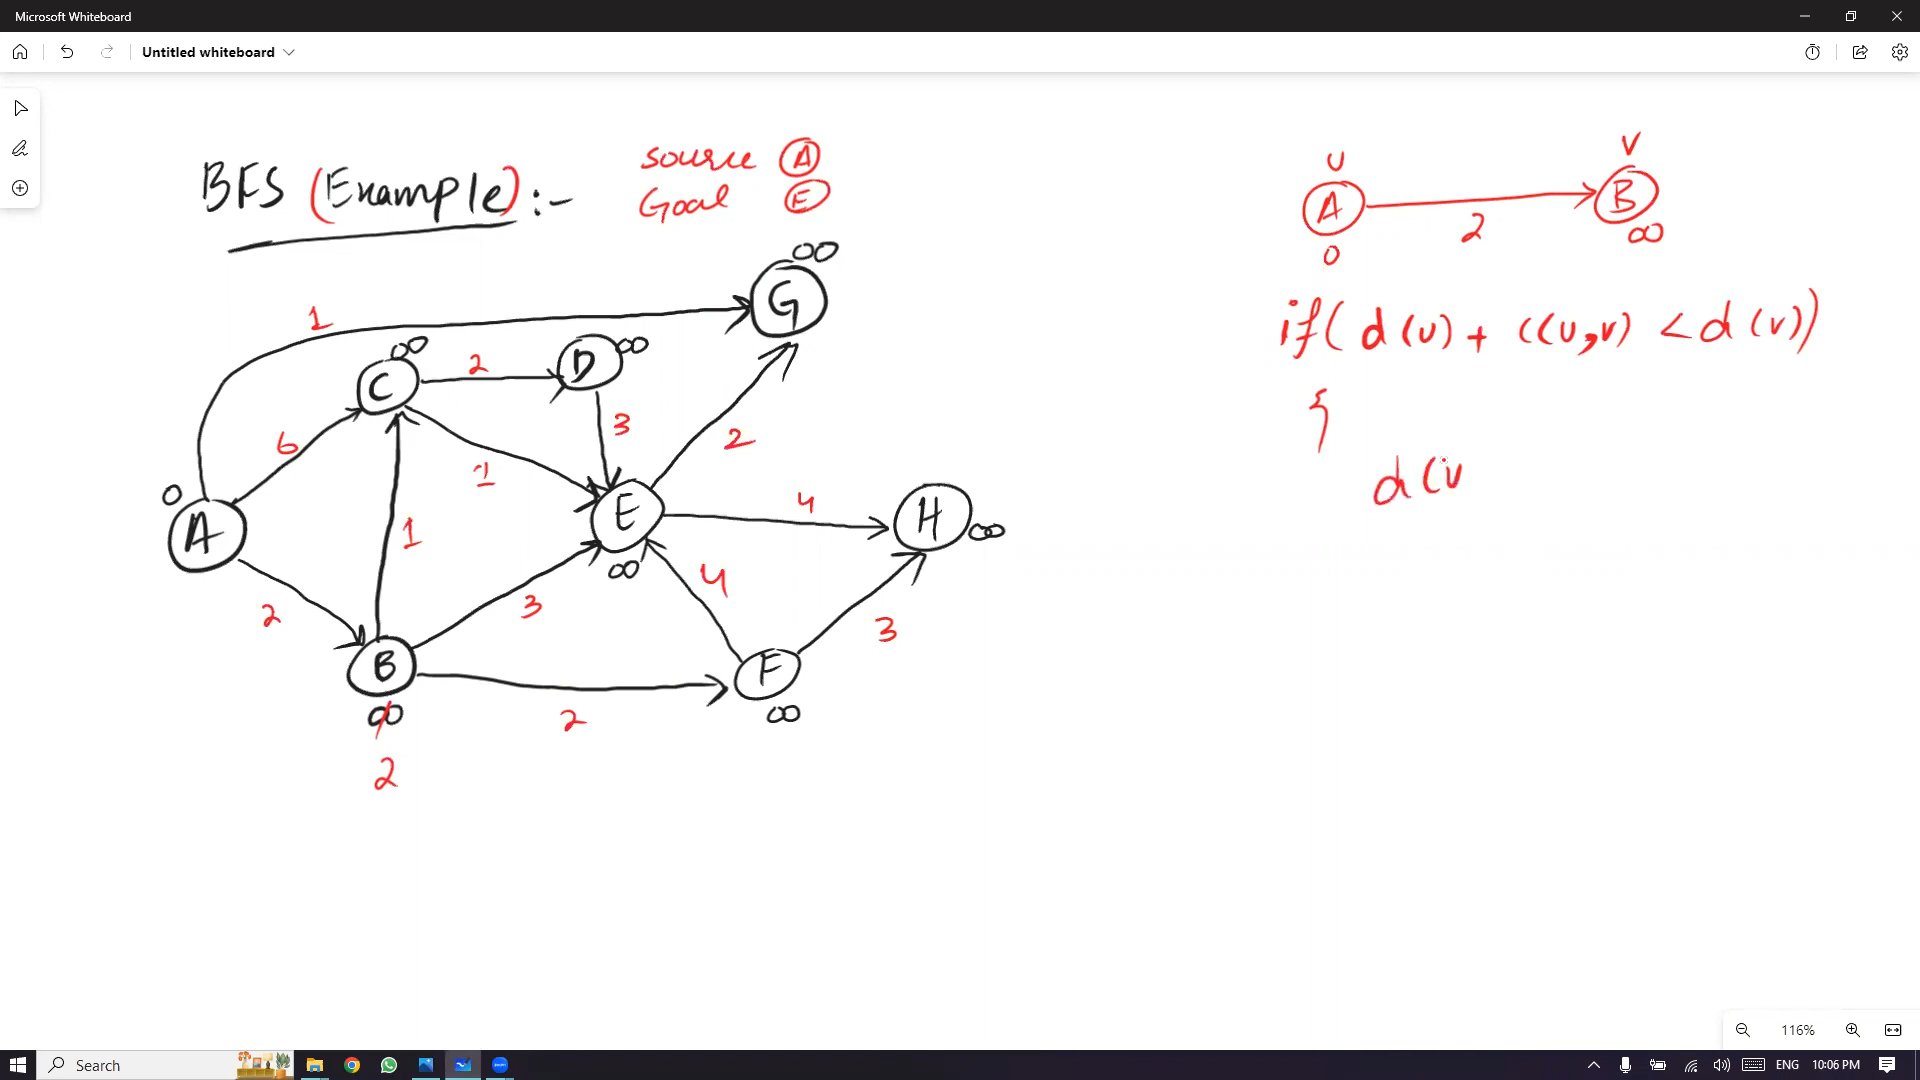 Microsoft Whiteboard
Untitled whiteboard
BFS (Example) :-
source A
Goal E
U
V
A
B
2
0
∞
if( d(u) + c(u,v) < d(v))
{
d(v
∞
G
1
∞
C
2
D
∞
6
3
2
1
0
A
E
4
H
∞
1
∞
4
2
3
3
B
F
∞
2
∞
2
116%
Search
ENG
10:06 PM